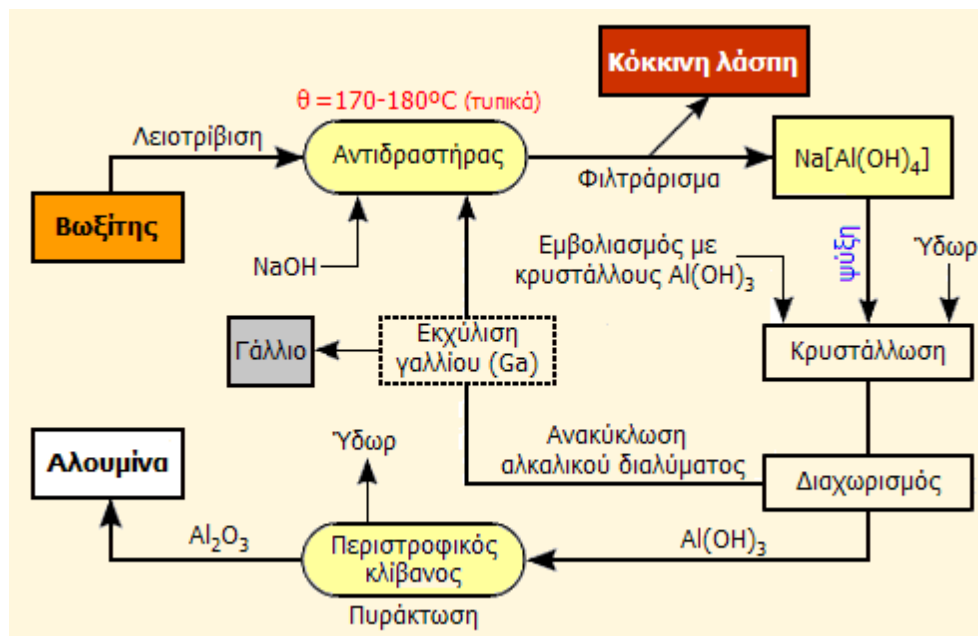 Κόκκινη λάσπη
θ =170-180ºC (τυπικά)
Λειοτρίβιση
Αντιδραστήρας
Φιλτράρισμα
Na[Al(OH)₄]
Βωξίτης
NaOH
Εμβολιασμός με
κρυστάλλους Al(OH)₃
ψύξη
Ύδωρ
Γάλλιο
Εκχύλιση
γαλλίου (Ga)
Κρυστάλλωση
Αλουμίνα
Ύδωρ
Ανακύκλωση
αλκαλικού διαλύματος
Διαχωρισμός
Al₂O₃
Περιστροφικός
κλίβανος
Al(OH)₃
Πυράκτωση